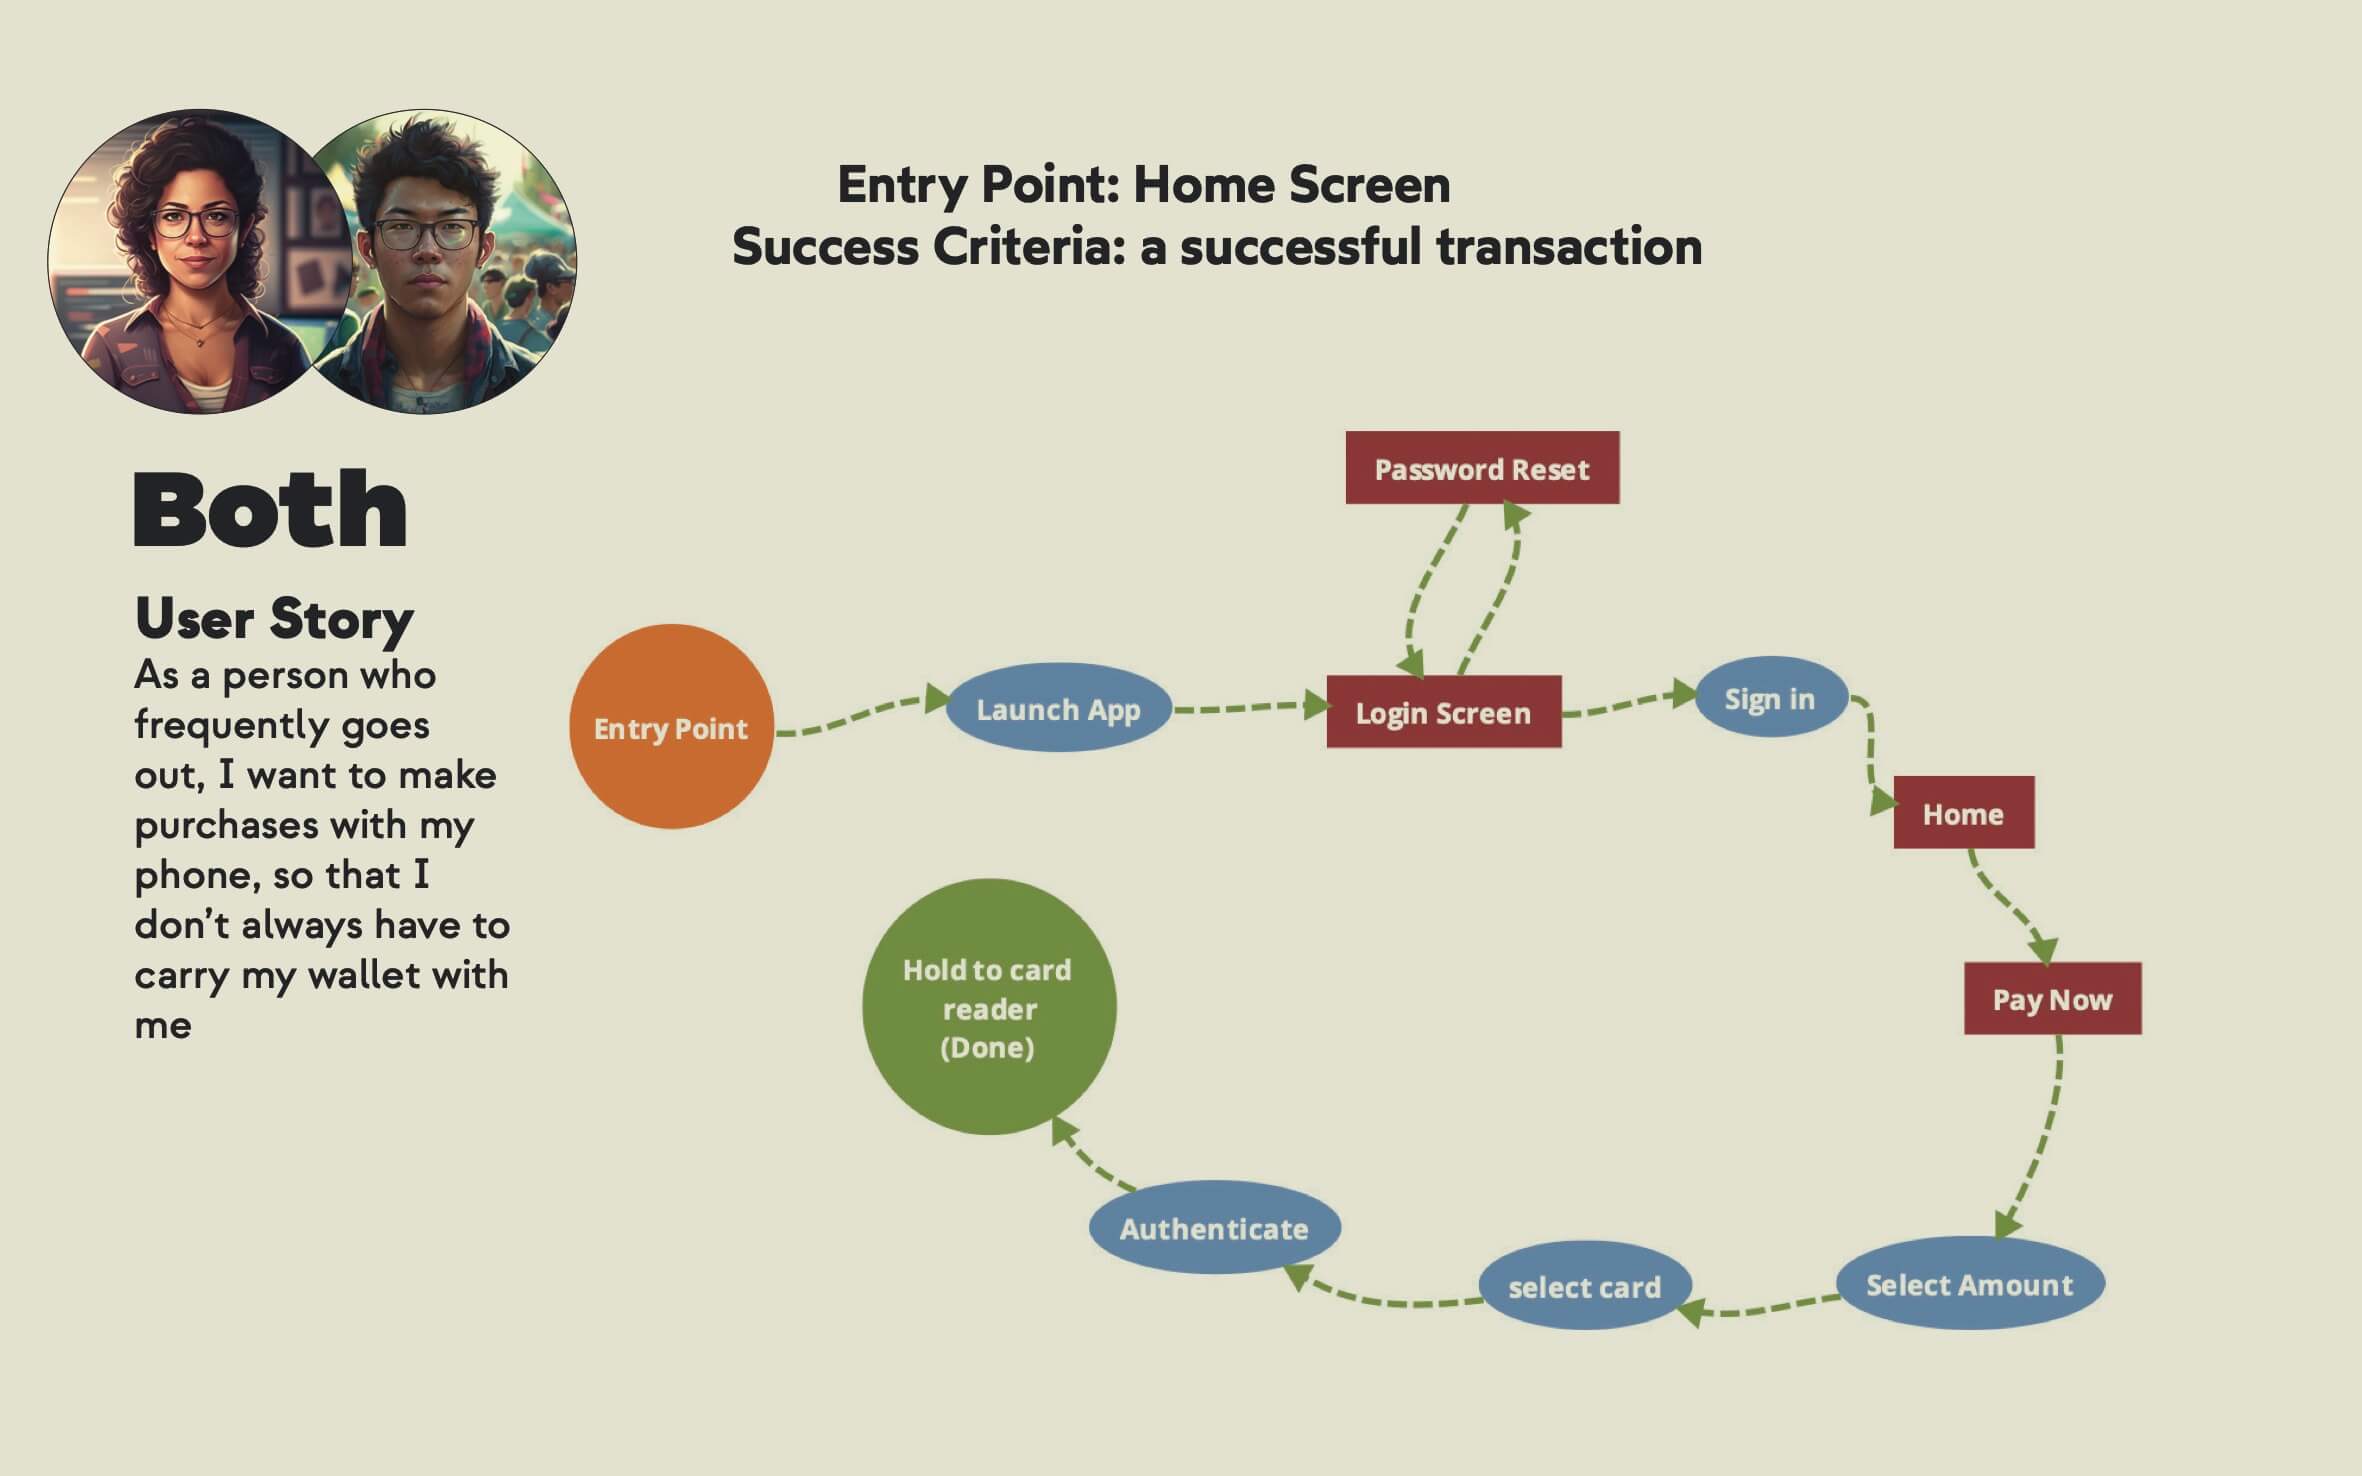 Entry Point: Home Screen
Success Criteria: a successful transaction
Both
User Story
As a person who
frequently goes
out, I want to make
purchases with my
phone, so that I
don’t always have to
carry my wallet with
me
Password Reset
Entry Point
Launch App
Login Screen
Sign in
Home
Pay Now
Select Amount
select card
Authenticate
Hold to card
reader
(Done)